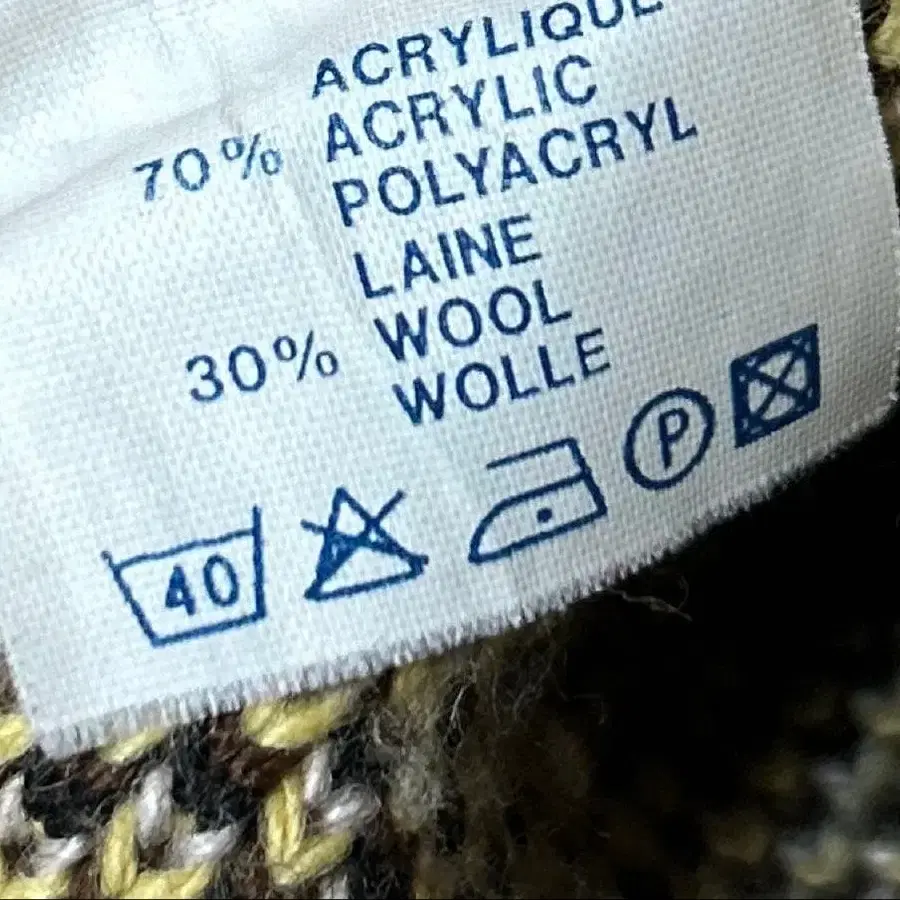 ACRYLIQUE
70% ACRYLIC
POLYACRYL
LAINE
30% WOOL
WOLLE
40 P